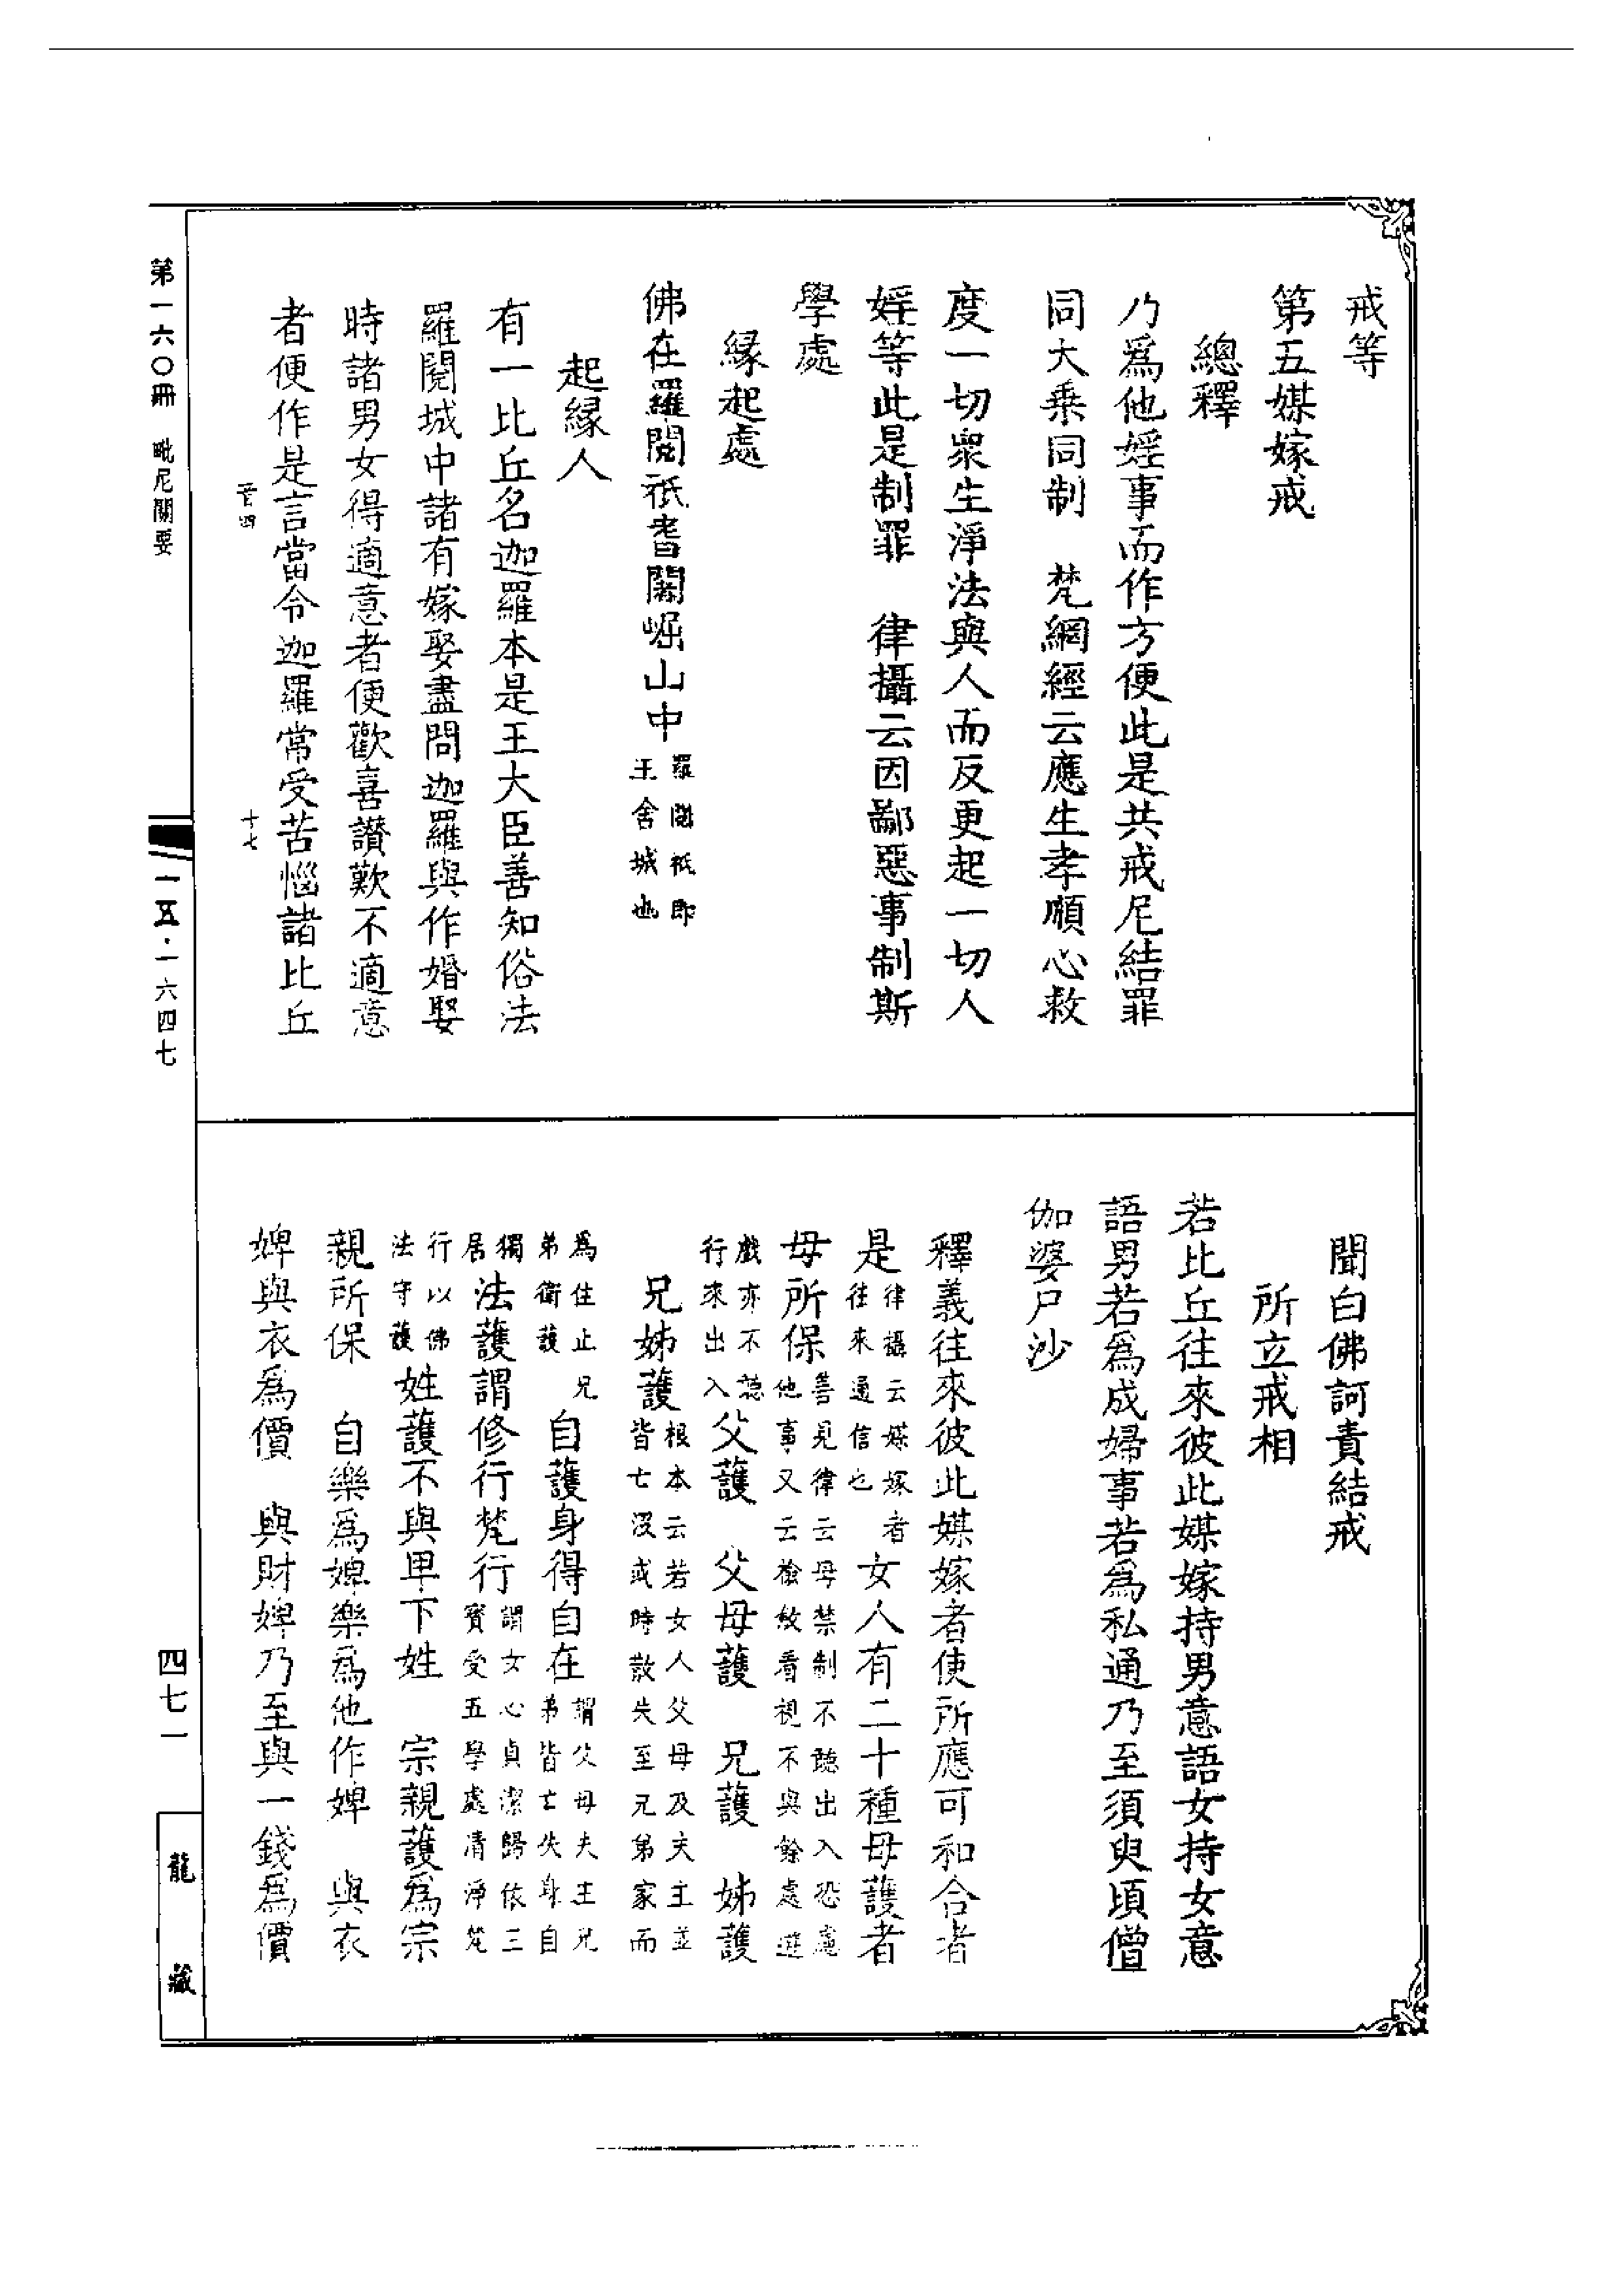 戒等
第五媒嫁戒
總釋
乃為他婬事而作方便此是共戒尼結罪
同大乘同制　梵網經云應生孝順心救
度一切衆生淨法與人而反更起一切人
婬等此是制罪　律攝云因鄙惡事制斯
學處
緣起處
佛在羅閱祇耆闍崛山中羅閱祇即
王舍城也
起緣人
有一比丘名迦羅本是王大臣善知俗法
羅閱城中諸有嫁娶盡問迦羅與作婚娶
時諸男女得適意者便歡喜讚歎不適意
者便作是言當令迦羅常受苦惱諸比丘
聞白佛訶責結戒
所立戒相
若比丘往來彼此媒嫁持男意語女持女意
語男若為成婦事若為私通乃至須臾頃僧
伽婆尸沙
釋義往來彼此媒嫁者使所應可和合者
是律攝云媒嫁者
往來通信也女人有二十種母護者
母所保善見律云母禁制不聽出入恐慮
他事又云檢斂看視不與餘處遊
戲亦不聽
行來出入父護　父母護　兄護　姊護
兄姊護根本云若女人父母及夫主並
皆亡沒或時散失至兄弟家而
為住止兄
弟衛護　自護身得自在謂父母夫主兄
弟皆亡失身自
獨
居法護謂修行梵行謂女心貞潔歸依三
寶受五學處清淨梵
行以佛
法守護姓護不與卑下姓　宗親護為宗
親所保　自樂為婢樂為他作婢　與衣
婢與衣為價　與財婢乃至與一錢為價
第一六〇冊　毗尼關要
十七
一五·一六四七
四七一
龍藏